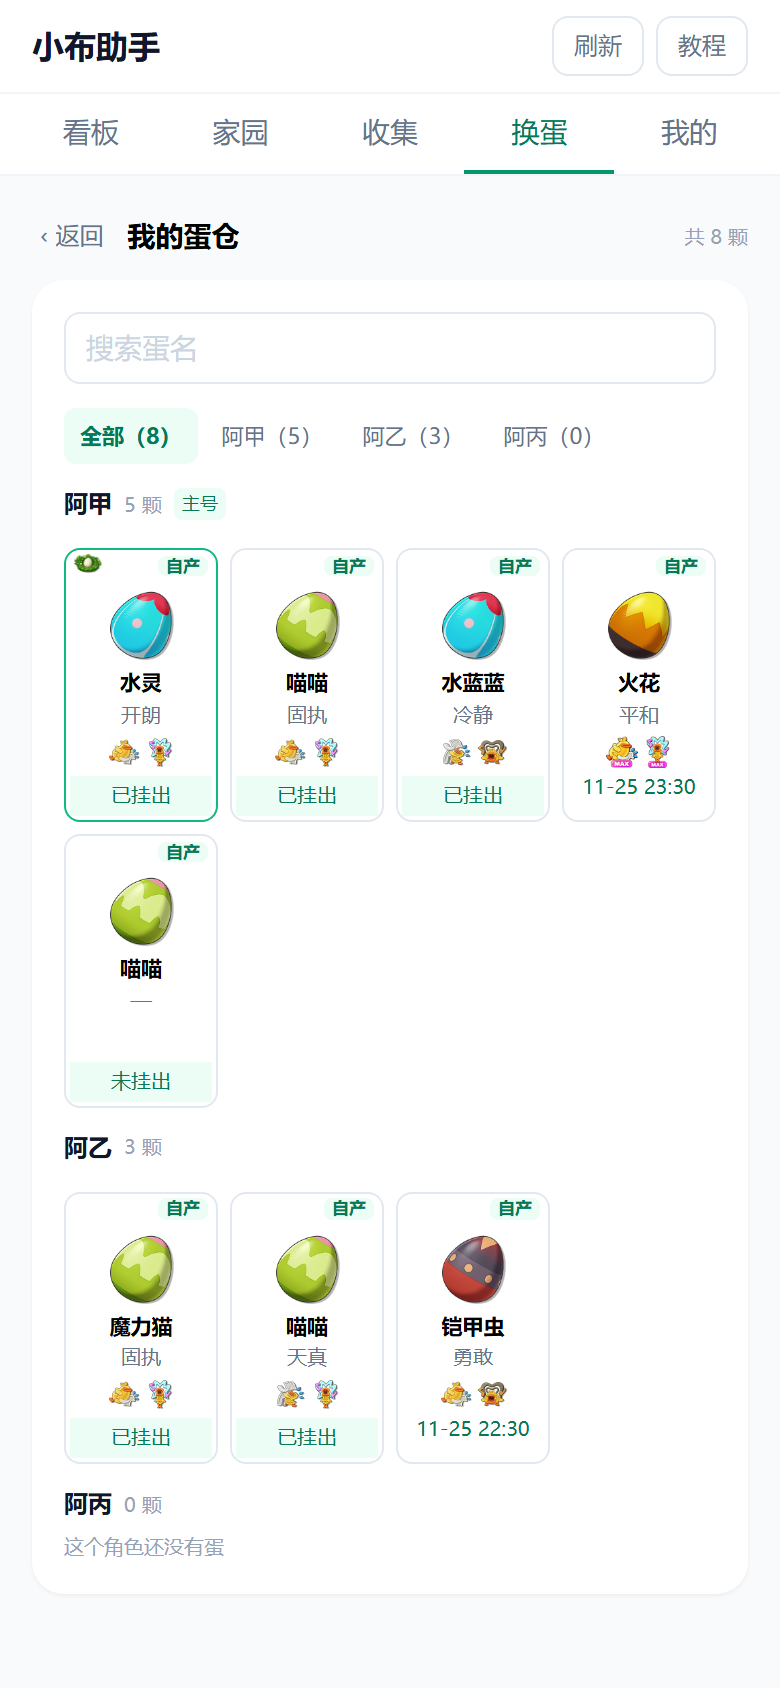 小布助手 刷新 教程
看板 家园 收集 换蛋 我的
‹ 返回 我的蛋仓 共 8 颗
搜索蛋名
全部（8） 阿甲（5） 阿乙（3） 阿丙（0）
阿甲 5 颗 主号
自产 自产 自产 自产
水灵 喵喵 水蓝蓝 火花
开朗 固执 冷静 平和
MAX MAX
已挂出 已挂出 已挂出 11-25 23:30
自产
喵喵
—
未挂出
阿乙 3 颗
自产 自产 自产
魔力猫 喵喵 铠甲虫
固执 天真 勇敢
已挂出 已挂出 11-25 22:30
阿丙 0 颗
这个角色还没有蛋